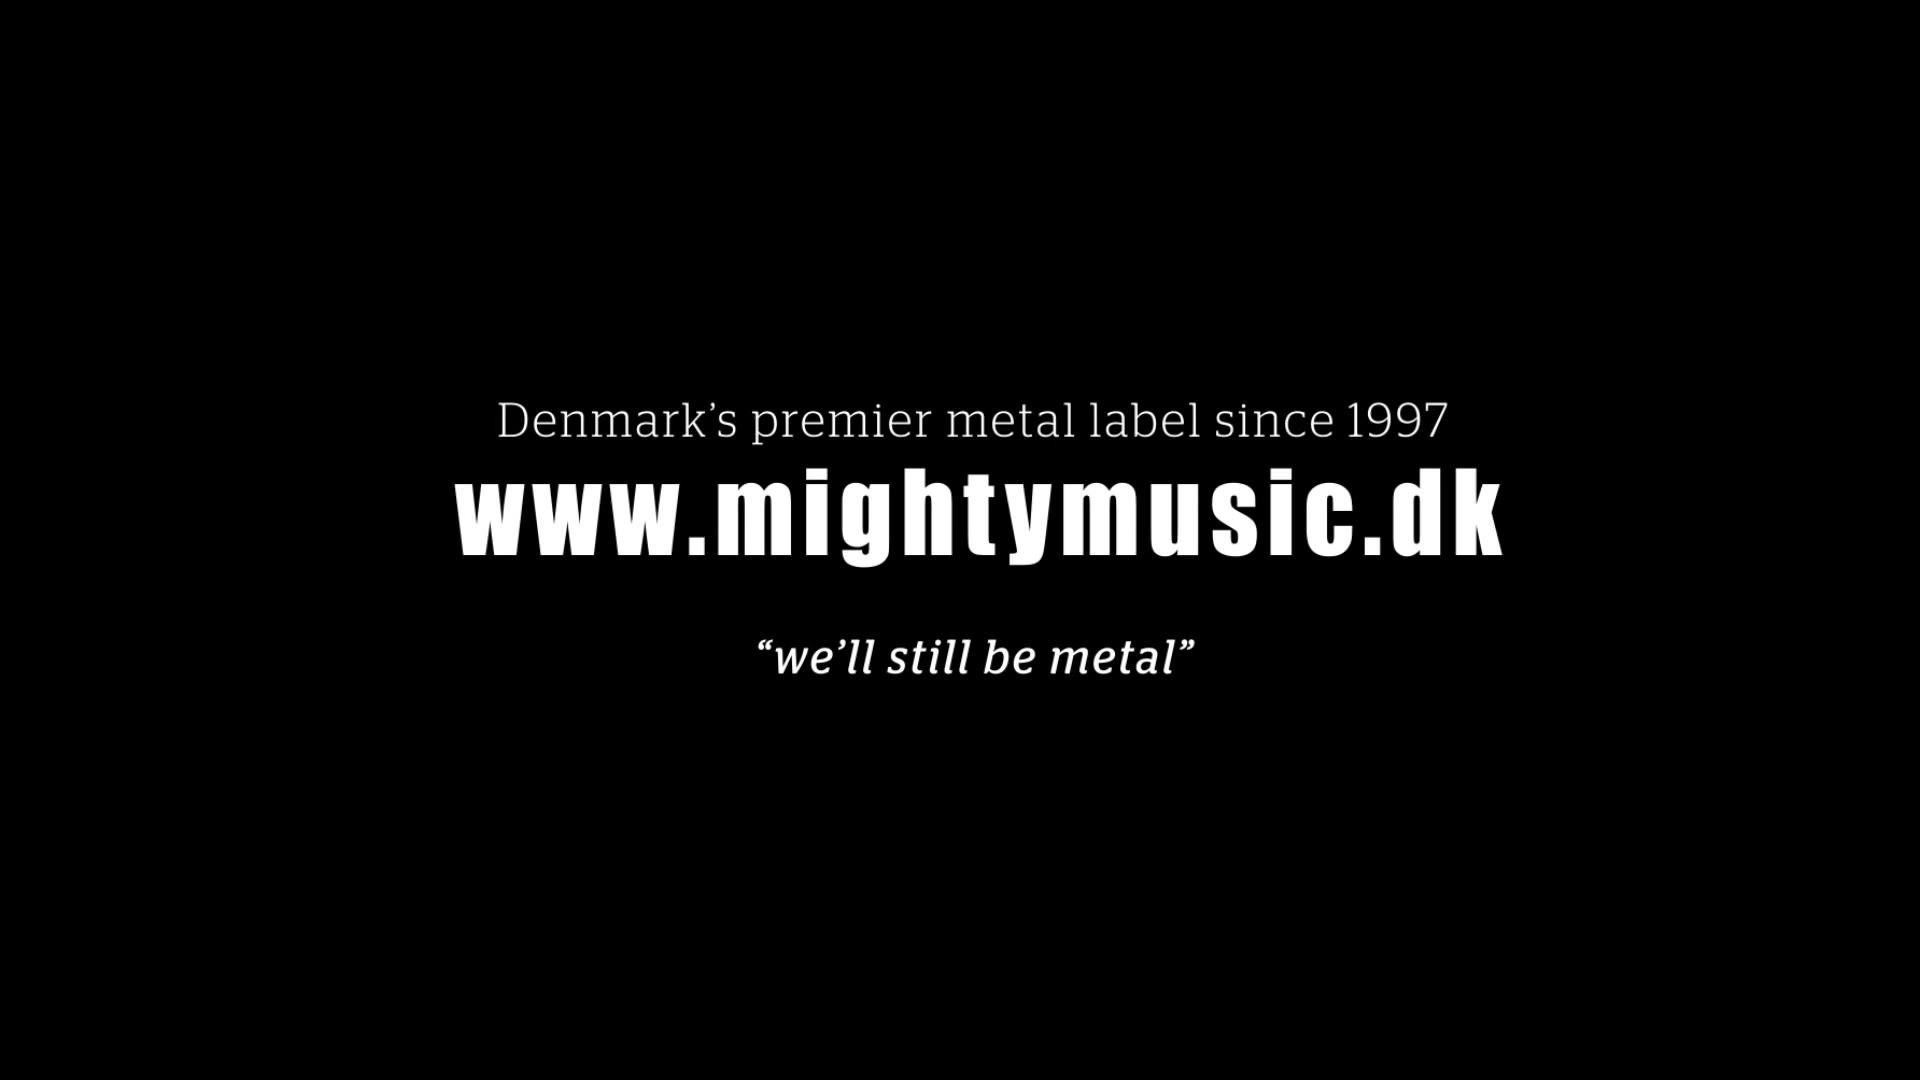 Denmark’s premier metal label since 1997
www.mightymusic.dk
“we’ll still be metal”